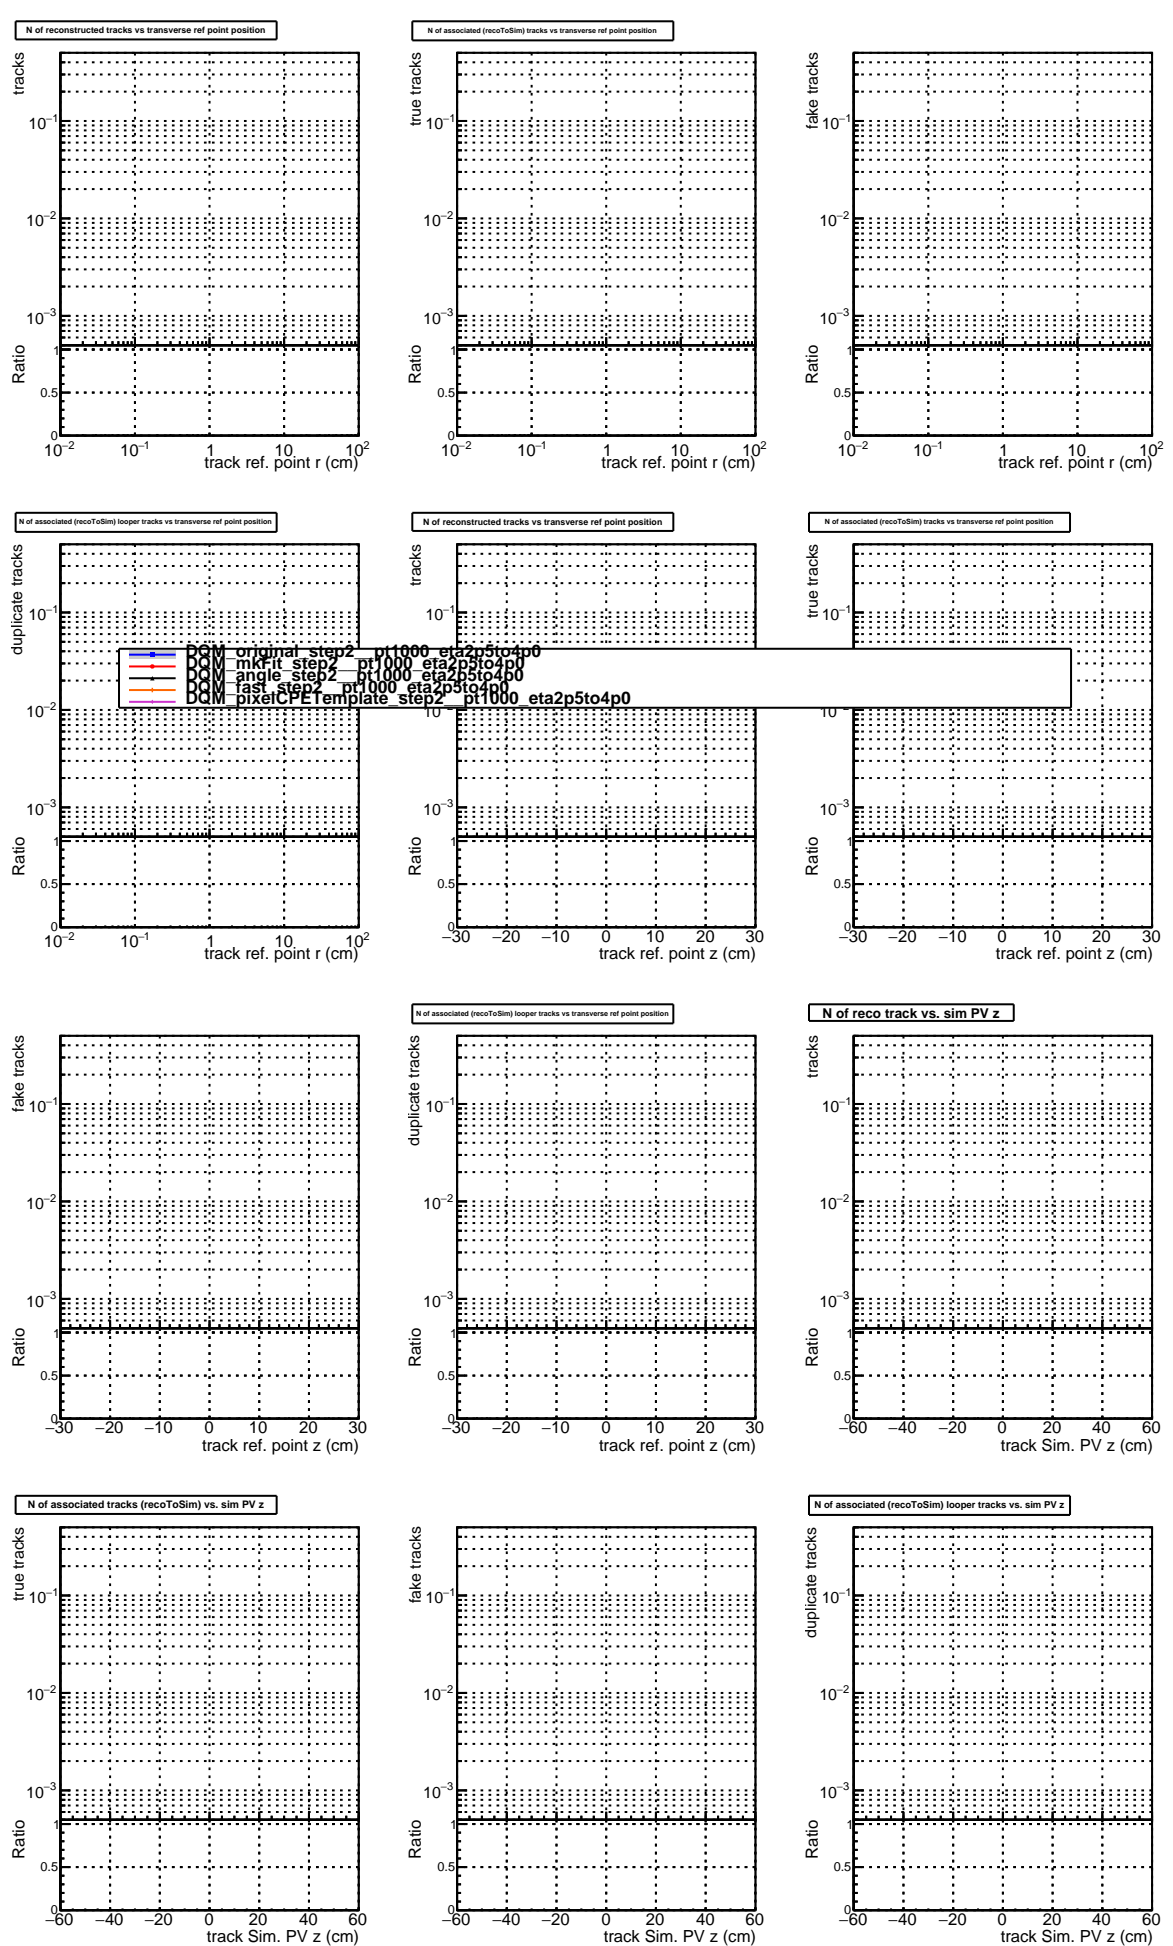 N of reconstructed tracks vs transverse ref point position
tracks
10−1
10−2
10−3
Ratio
1
0.5
0
10−2 10−1 1 10 102
track ref. point r (cm)
N of associated (recoToSim) tracks vs transverse ref point position
true tracks
10−1
10−2
10−3
Ratio
1
0.5
0
10−2 10−1 1 10 102
track ref. point r (cm)
fake tracks
10−1
10−2
10−3
Ratio
1
0.5
0
10−2 10−1 1 10 102
track ref. point r (cm)
N of associated (recoToSim) looper tracks vs transverse ref point position
duplicate tracks
10−1
10−3
Ratio
1
0.5
0
10−2 10−1 1 10 102
track ref. point r (cm)
N of reconstructed tracks vs transverse ref point position
tracks
10−1
10−2
10−3
Ratio
1
0.5
0
−30 −20 −10 0 10 20 30
track ref. point z (cm)
N of associated (recoToSim) tracks vs transverse ref point position
true tracks
10−1
10−2
10−3
Ratio
1
0.5
0
−30 −20 −10 0 10 20 30
track ref. point z (cm)
DQM_original_step2__pt1000_eta2p5to4p0
DQM_mkFit_step2__pt1000_eta2p5to4p0
DQM_angle_step2__pt1000_eta2p5to4p0
DQM_fast_step2__pt1000_eta2p5to4p0
DQM_pixelCPETemplate_step2__pt1000_eta2p5to4p0
fake tracks
10−1
10−2
10−3
Ratio
1
0.5
0
−30 −20 −10 0 10 20 30
track ref. point z (cm)
N of associated (recoToSim) looper tracks vs transverse ref point position
duplicate tracks
10−1
10−2
10−3
Ratio
1
0.5
0
−30 −20 −10 0 10 20 30
track ref. point z (cm)
N of reco track vs. sim PV z
tracks
10−1
10−2
10−3
Ratio
1
0.5
0
−60 −40 −20 0 20 40 60
track Sim. PV z (cm)
N of associated tracks (recoToSim) vs. sim PV z
true tracks
10−1
10−2
10−3
Ratio
1
0.5
0
−60 −40 −20 0 20 40 60
track Sim. PV z (cm)
fake tracks
10−1
10−2
10−3
Ratio
1
0.5
0
−60 −40 −20 0 20 40 60
track Sim. PV z (cm)
N of associated (recoToSim) looper tracks vs. sim PV z
duplicate tracks
10−1
10−2
10−3
Ratio
1
0.5
0
−60 −40 −20 0 20 40 60
track Sim. PV z (cm)